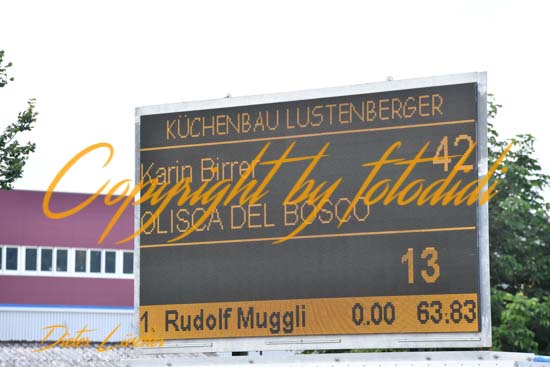 KÜCHENBAU LUSTENBERGER
Karin Birrer 42
OLISCA DEL BOSCO
Copyright by fotodidi
13
1. Rudolf Muggli 0.00 63.83
Dieter